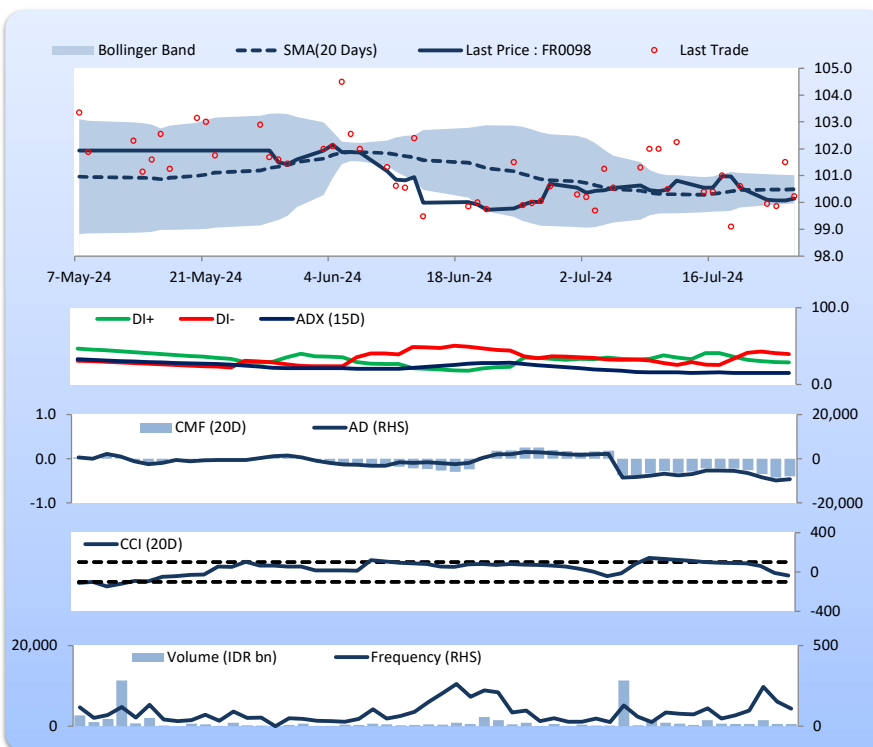 Bollinger Band SMA(20 Days) Last Price : FR0098 Last Trade
105.0
104.0
103.0
102.0
101.0
100.0
99.0
98.0
7-May-24 21-May-24 4-Jun-24 18-Jun-24 2-Jul-24 16-Jul-24
DI+ DI- ADX (15D)
100.0
0.0
1.0 CMF (20D) AD (RHS) 20,000
0.0 0
-1.0 -20,000
CCI (20D) 400
0
-400
20,000 Volume (IDR bn) Frequency (RHS) 500
0 0